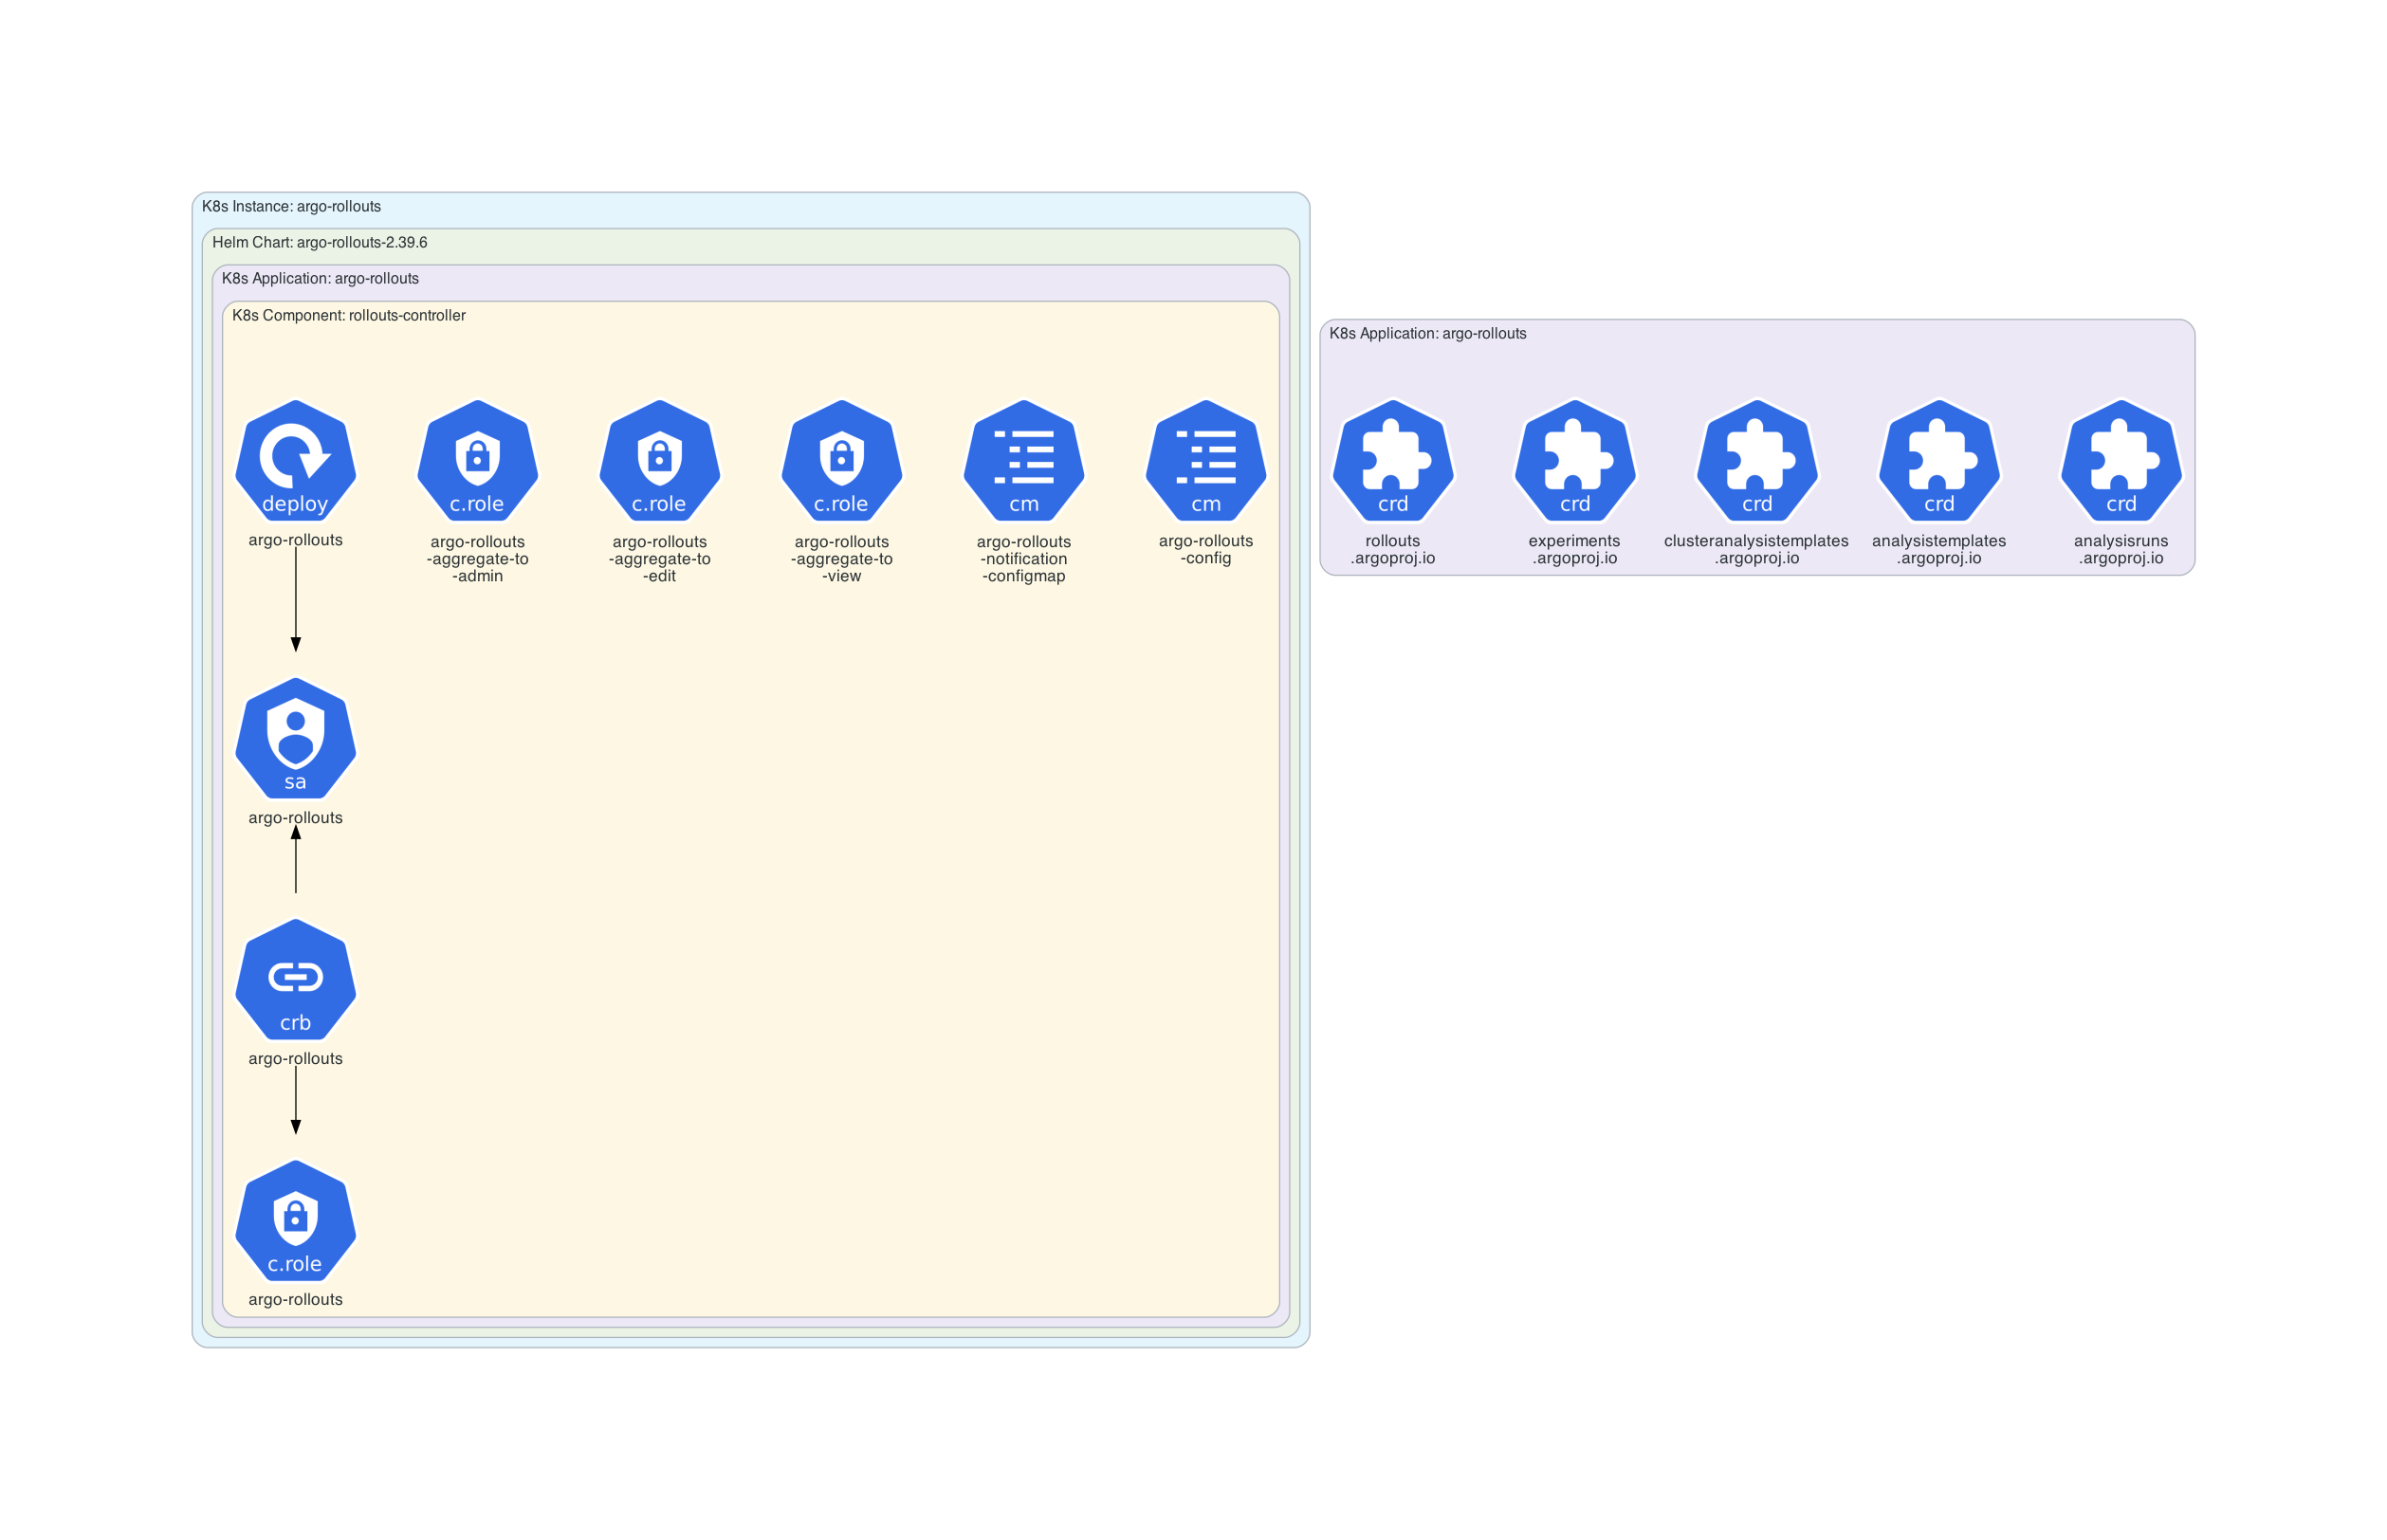 K8s Instance: argo-rollouts
Helm Chart: argo-rollouts-2.39.6
K8s Application: argo-rollouts
K8s Component: rollouts-controller
deploy
argo-rollouts
c.role
argo-rollouts
-aggregate-to
-admin
c.role
argo-rollouts
-aggregate-to
-edit
c.role
argo-rollouts
-aggregate-to
-view
cm
argo-rollouts
-notification
-configmap
cm
argo-rollouts
-config
sa
argo-rollouts
crb
argo-rollouts
c.role
argo-rollouts
K8s Application: argo-rollouts
crd
rollouts
.argoproj.io
crd
experiments
.argoproj.io
crd
clusteranalysistemplates
.argoproj.io
crd
analysistemplates
.argoproj.io
crd
analysisruns
.argoproj.io